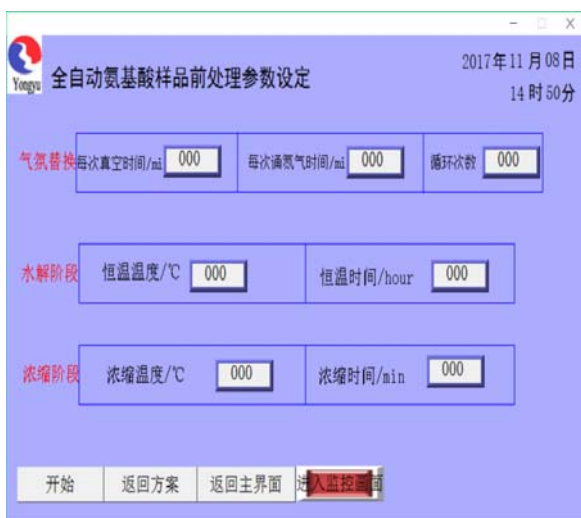 2017年11月08日
Yongyu 全自动氨基酸样品前处理参数设定
14时50分
气氛替换 每次真空时间/mi 000 每次通氮气时间/mi 000 循环次数 000
水解阶段 恒温温度/℃ 000 恒温时间/hour 000
浓缩阶段 浓缩温度/℃ 000 浓缩时间/min 000
开始 返回方案 返回主界面 进入监控画面